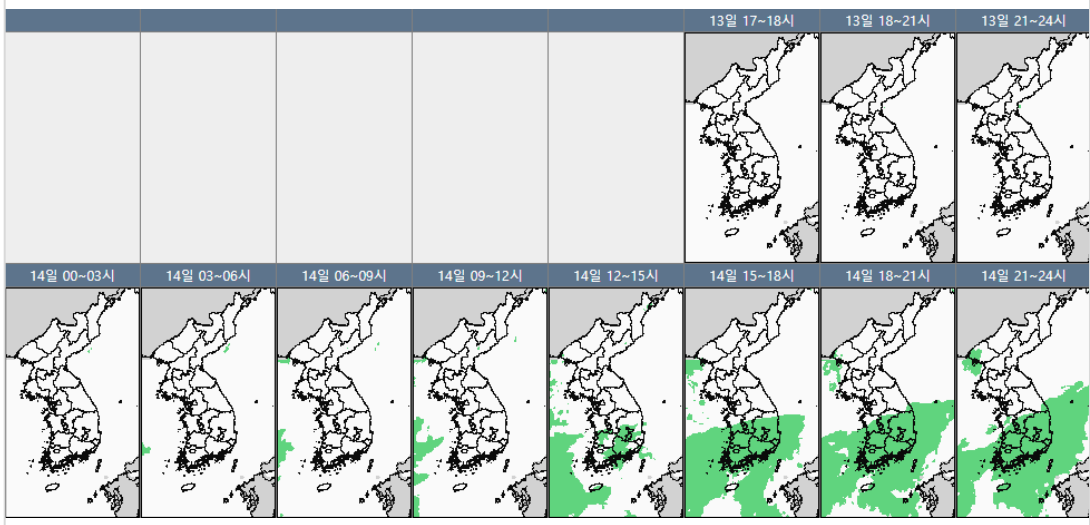 13일 17~18시
13일 18~21시
13일 21~24시
14일 00~03시
14일 03~06시
14일 06~09시
14일 09~12시
14일 12~15시
14일 15~18시
14일 18~21시
14일 21~24시